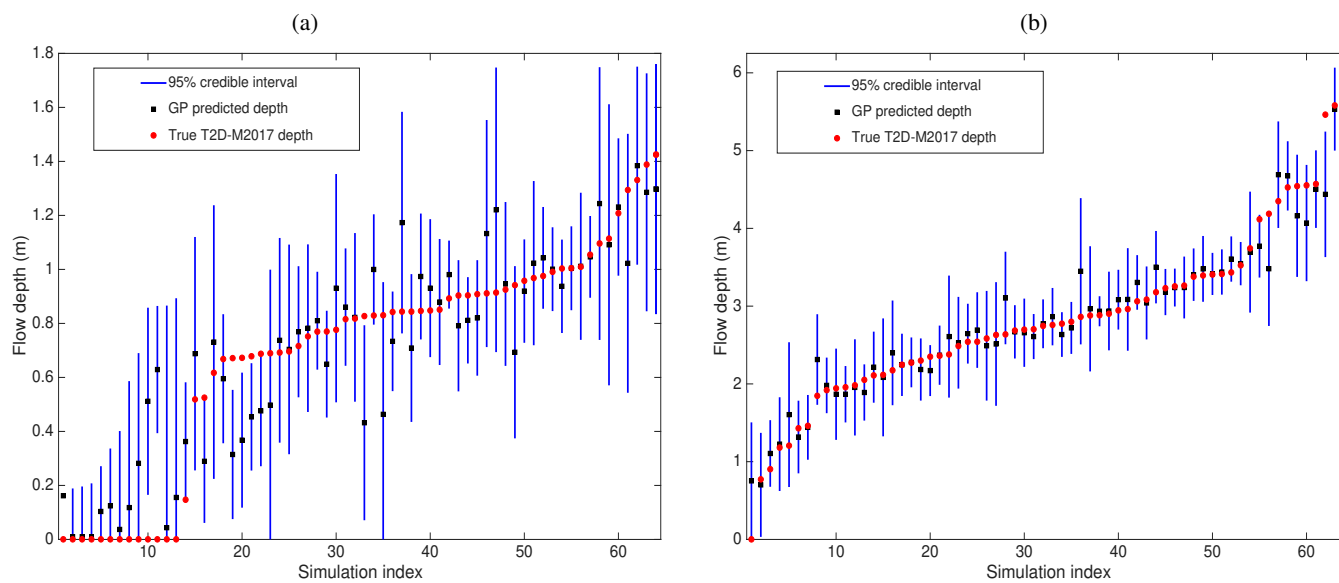 (a)
1.8
1.6
1.4
1.2
1
0.8
0.6
0.4
0.2
0
Flow depth (m)
95% credible interval
GP predicted depth
True T2D-M2017 depth
10 20 30 40 50 60
Simulation index
(b)
6
5
4
3
2
1
0
Flow depth (m)
95% credible interval
GP predicted depth
True T2D-M2017 depth
10 20 30 40 50 60
Simulation index